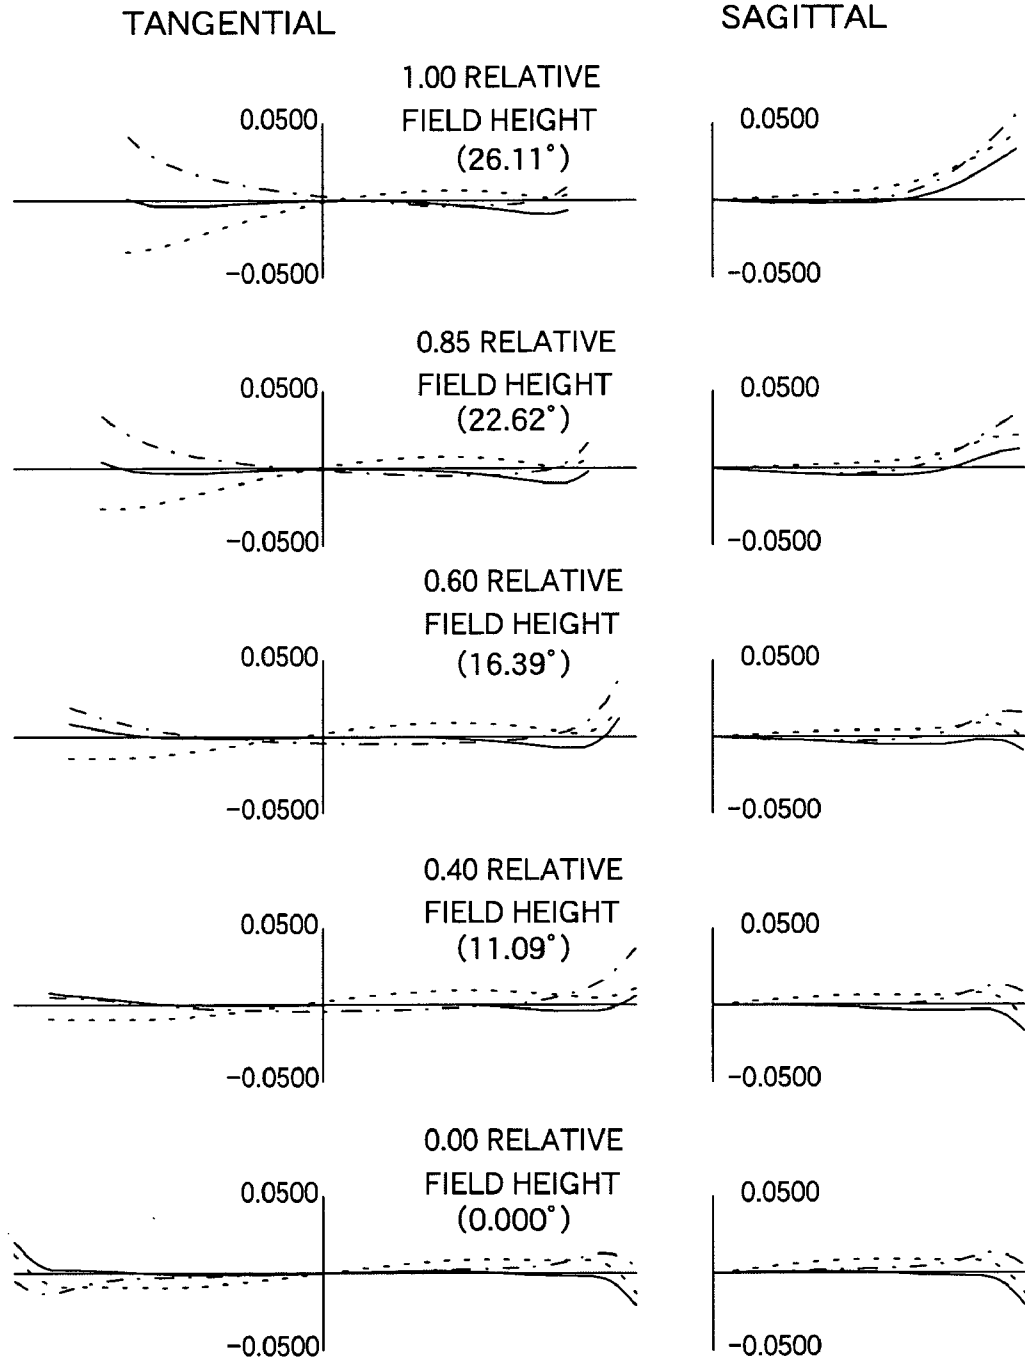 TANGENTIAL
SAGITTAL
1.00 RELATIVE
FIELD HEIGHT
(26.11°)
0.0500
-0.0500
0.0500
-0.0500
0.85 RELATIVE
FIELD HEIGHT
(22.62°)
0.0500
-0.0500
0.0500
-0.0500
0.60 RELATIVE
FIELD HEIGHT
(16.39°)
0.0500
-0.0500
0.0500
-0.0500
0.40 RELATIVE
FIELD HEIGHT
(11.09°)
0.0500
-0.0500
0.0500
-0.0500
0.00 RELATIVE
FIELD HEIGHT
(0.000°)
0.0500
-0.0500
0.0500
-0.0500